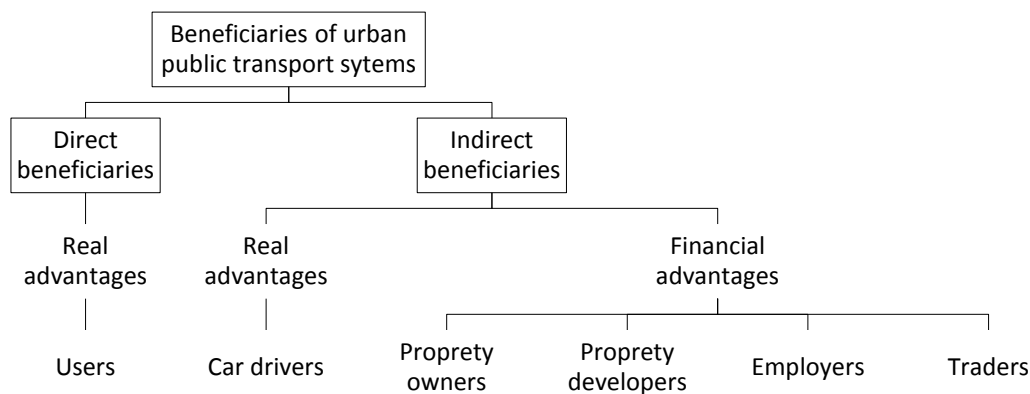 Beneficiaries of urban
public transport sytems
Direct
beneficiaries
Indirect
beneficiaries
Real
advantages
Real
advantages
Financial
advantages
Users
Car drivers
Proprety
owners
Proprety
developers
Employers
Traders